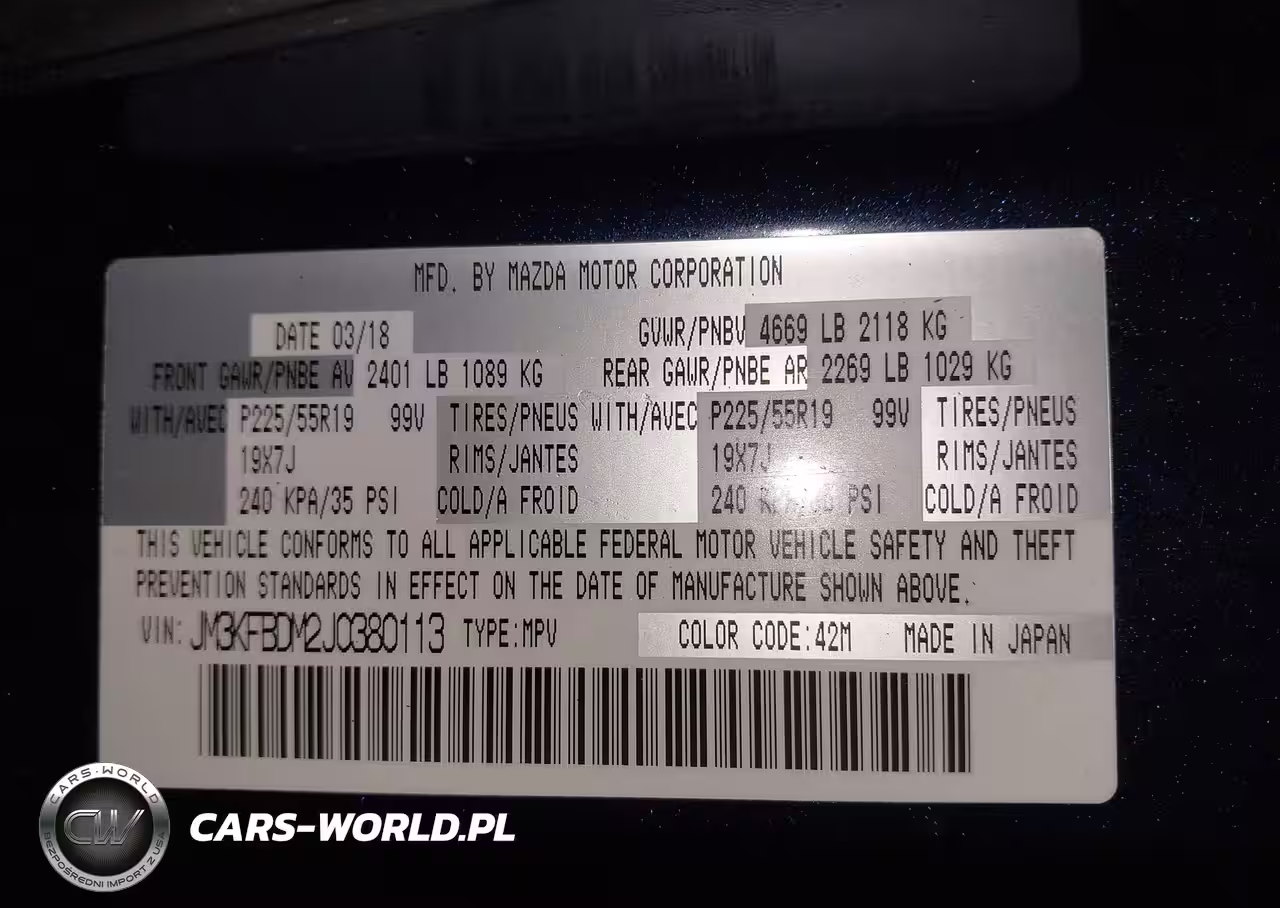 MFD. BY MAZDA MOTOR CORPORATION
DATE 03/18 GVWR/PNBV 4669 LB 2118 KG
FRONT GAWR/PNBE AV 2401 LB 1089 KG REAR GAWR/PNBE AR 2269 LB 1029 KG
WITH/AVEC P225/55R19 99V TIRES/PNEUS WITH/AVEC P225/55R19 99V TIRES/PNEUS
19X7J RIMS/JANTES 19X7J RIMS/JANTES
240 KPA/35 PSI COLD/A FROID 240 PSI COLD/A FROID
THIS VEHICLE CONFORMS TO ALL APPLICABLE FEDERAL MOTOR VEHICLE SAFETY AND THEFT
PREVENTION STANDARDS IN EFFECT ON THE DATE OF MANUFACTURE SHOWN ABOVE.
VIN: JM3KFBDM2J0380113 TYPE:MPV COLOR CODE:42M MADE IN JAPAN
CARS-WORLD
CW
BEZPOŚREDNI IMPORT Z USA
CARS-WORLD.PL